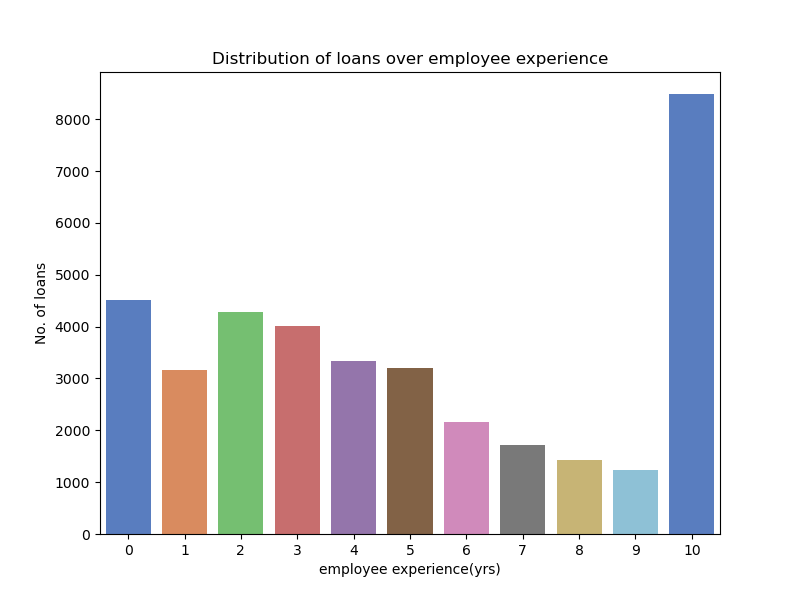 Distribution of loans over employee experience
No. of loans
8000
7000
6000
5000
4000
3000
2000
1000
0
0 1 2 3 4 5 6 7 8 9 10
employee experience(yrs)